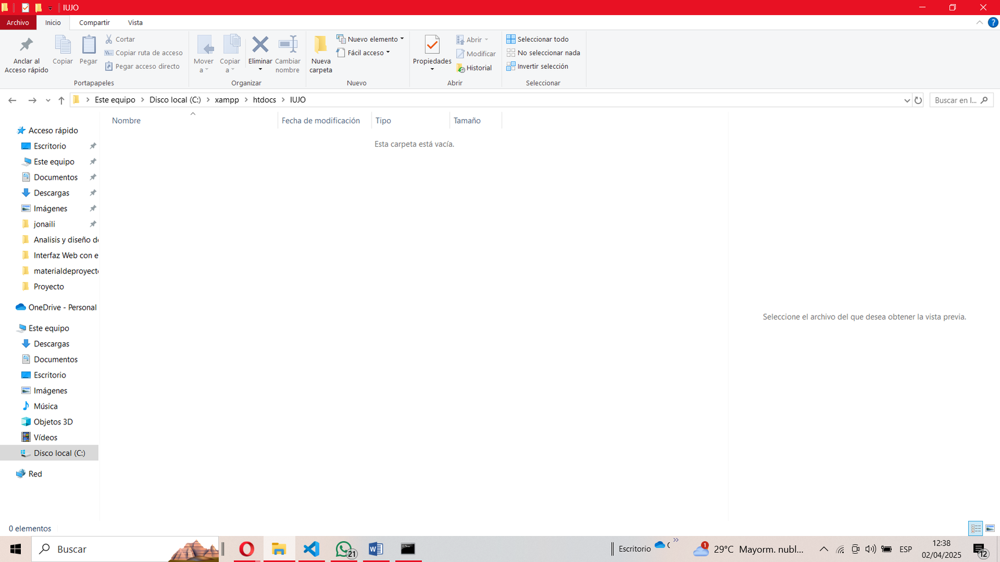 IUJO
Archivo Inicio Compartir Vista
Anclar al Acceso rápido
Copiar
Pegar
Cortar
Copiar ruta de acceso
Pegar acceso directo
Portapapeles
Mover a
Copiar a
Eliminar
Cambiar nombre
Organizar
Nueva carpeta
Nuevo elemento
Fácil acceso
Nuevo
Propiedades
Abrir
Modificar
Historial
Abrir
Seleccionar todo
No seleccionar nada
Invertir selección
Seleccionar
Este equipo > Disco local (C:) > xampp > htdocs > IUJO
Buscar en I...
Nombre Fecha de modificación Tipo Tamaño
Esta carpeta está vacía.
Acceso rápido
Escritorio
Este equipo
Documentos
Descargas
Imágenes
jonaili
Analisis y diseño de
Interfaz Web con e
materialdeproyecto
Proyecto
OneDrive - Personal
Este equipo
Descargas
Documentos
Escritorio
Imágenes
Música
Objetos 3D
Vídeos
Disco local (C:)
Red
Seleccione el archivo del que desea obtener la vista previa.
0 elementos
Buscar
21
Escritorio
1
29°C Mayorm. nubl...
ESP
12:38
02/04/2025
12